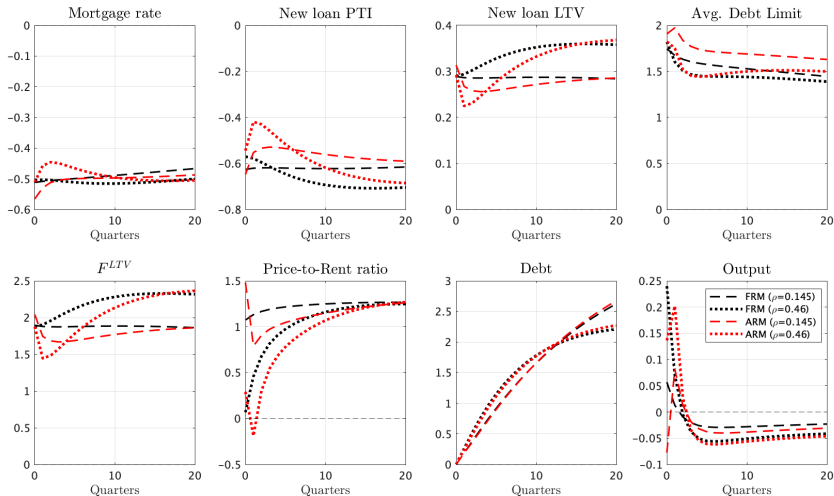 Mortgage rate
0
−0.1
−0.2
−0.3
−0.4
−0.5
−0.6
0 10 20
Quarters
New loan PTI
0
−0.2
−0.4
−0.6
−0.8
0 10 20
Quarters
New loan LTV
0.4
0.3
0.2
0.1
0
0 10 20
Quarters
Avg. Debt Limit
2
1.5
1
0.5
0
0 10 20
Quarters
F^LTV
2.5
2
1.5
1
0.5
0
0 10 20
Quarters
Price-to-Rent ratio
1.5
1
0.5
0
−0.5
0 10 20
Quarters
Debt
3
2.5
2
1.5
1
0.5
0
0 10 20
Quarters
Output
0.25
0.2
0.15
0.1
0.05
0
−0.05
−0.1
0 10 20
Quarters
FRM (ρ=0.145)
FRM (ρ=0.46)
ARM (ρ=0.145)
ARM (ρ=0.46)